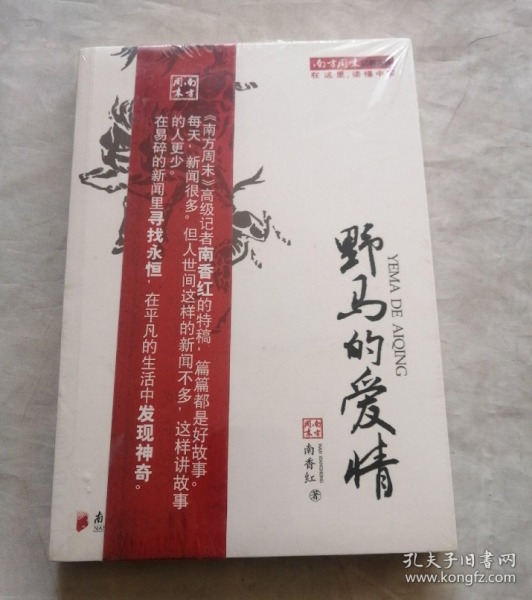 南方周末
在这里，读懂中
南方
周末
《南方周末》高级记者南香红的特稿，篇篇都是好故事。
每天，新闻很多。但人世间这样的新闻不多，这样讲故事
的人更少。
在易碎的新闻里寻找永恒，在平凡的生活中发现神奇。
野马的爱情
YEMA DE AIQING
南方
周末
南香红 著
NAN XIANGHONG
南
NAN
孔夫子旧书网
www.kongfz.com